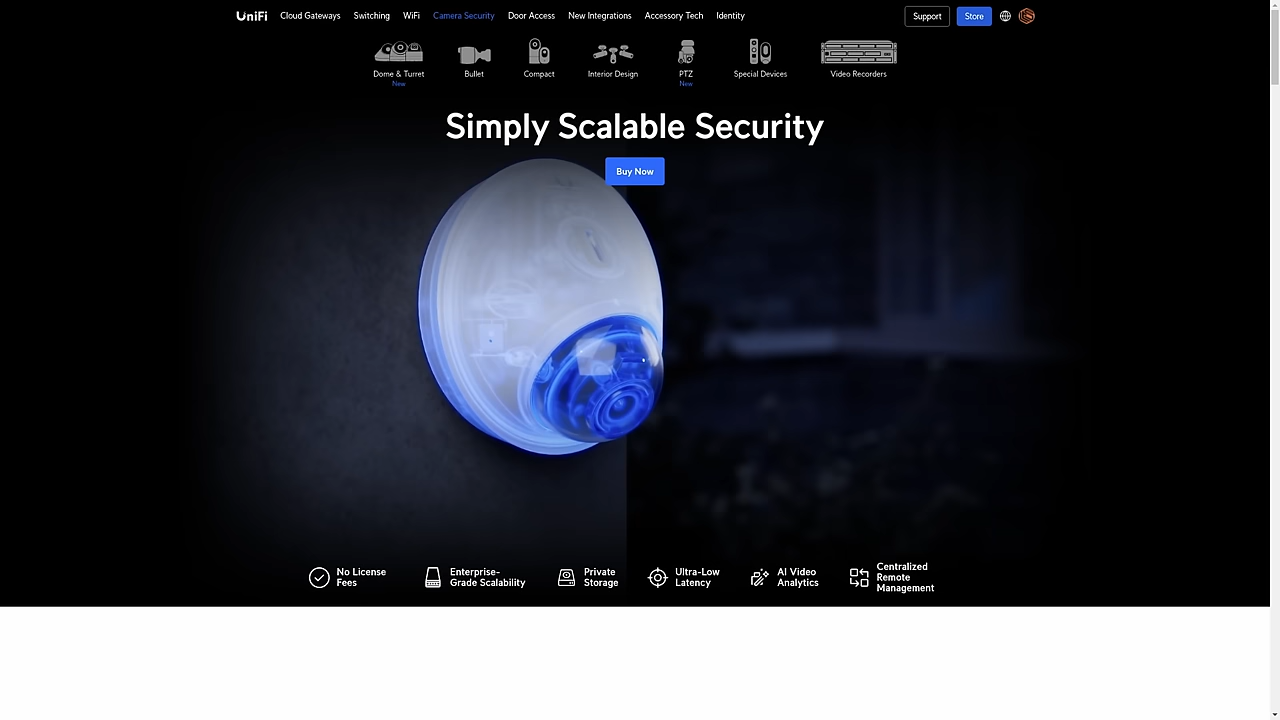 UniFi
Cloud Gateways
Switching
WiFi
Camera Security
Door Access
New Integrations
Accessory Tech
Identity
Support
Store
Dome & Turret
New
Bullet
Compact
Interior Design
PTZ
New
Special Devices
Video Recorders
Simply Scalable Security
Buy Now
No License
Fees
Enterprise-
Grade Scalability
Private
Storage
Ultra-Low
Latency
AI Video
Analytics
Centralized
Remote
Management